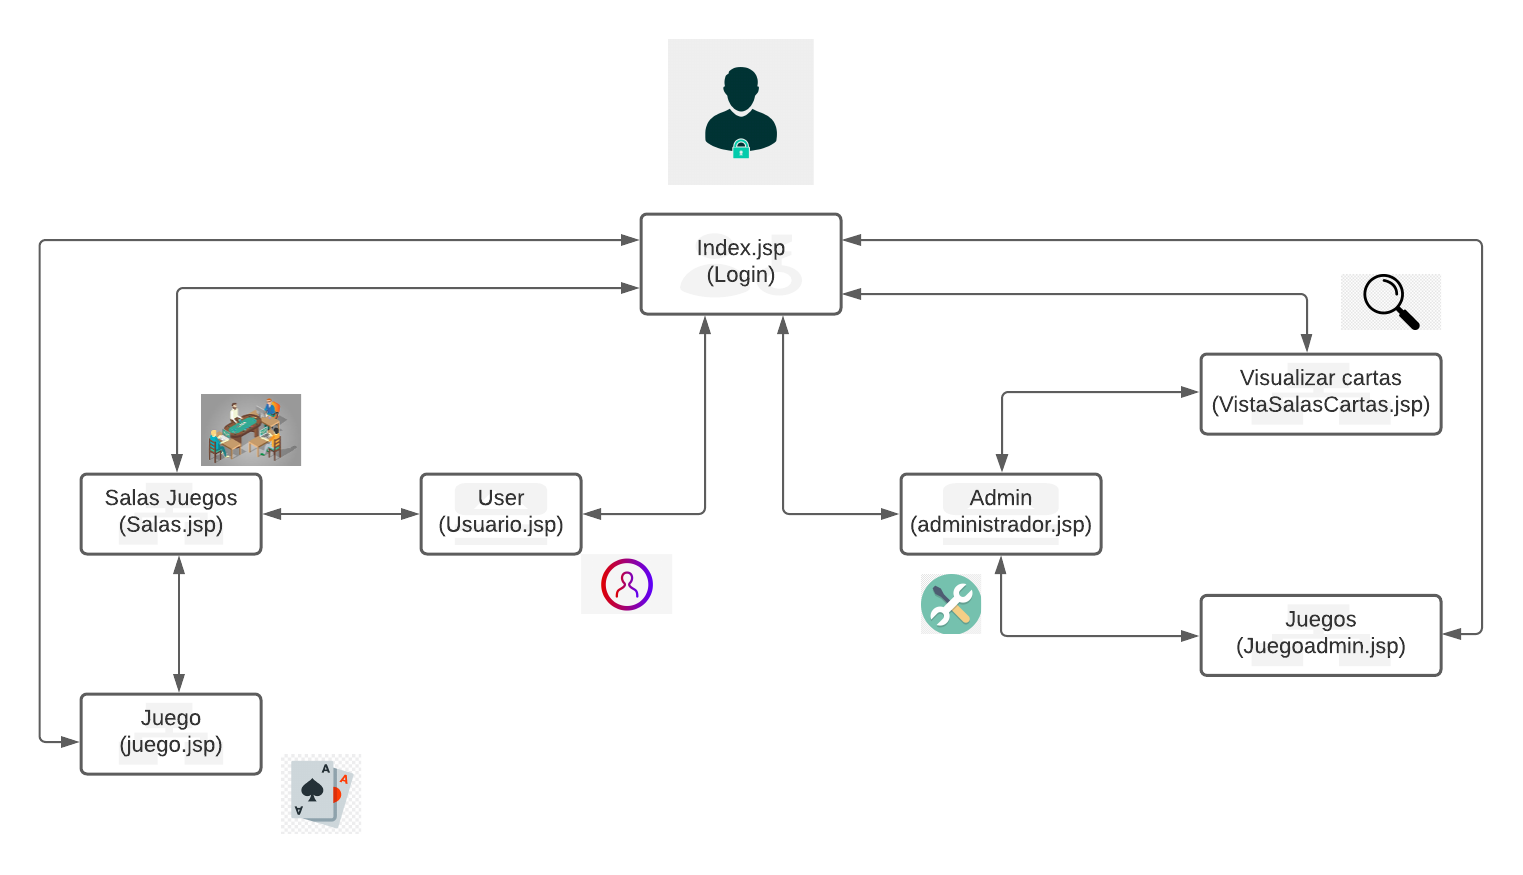 Index.jsp
(Login)
Visualizar cartas
(VistaSalasCartas.jsp)
Salas Juegos
(Salas.jsp)
User
(Usuario.jsp)
Admin
(administrador.jsp)
Juegos
(Juegoadmin.jsp)
Juego
(juego.jsp)
A
A
A